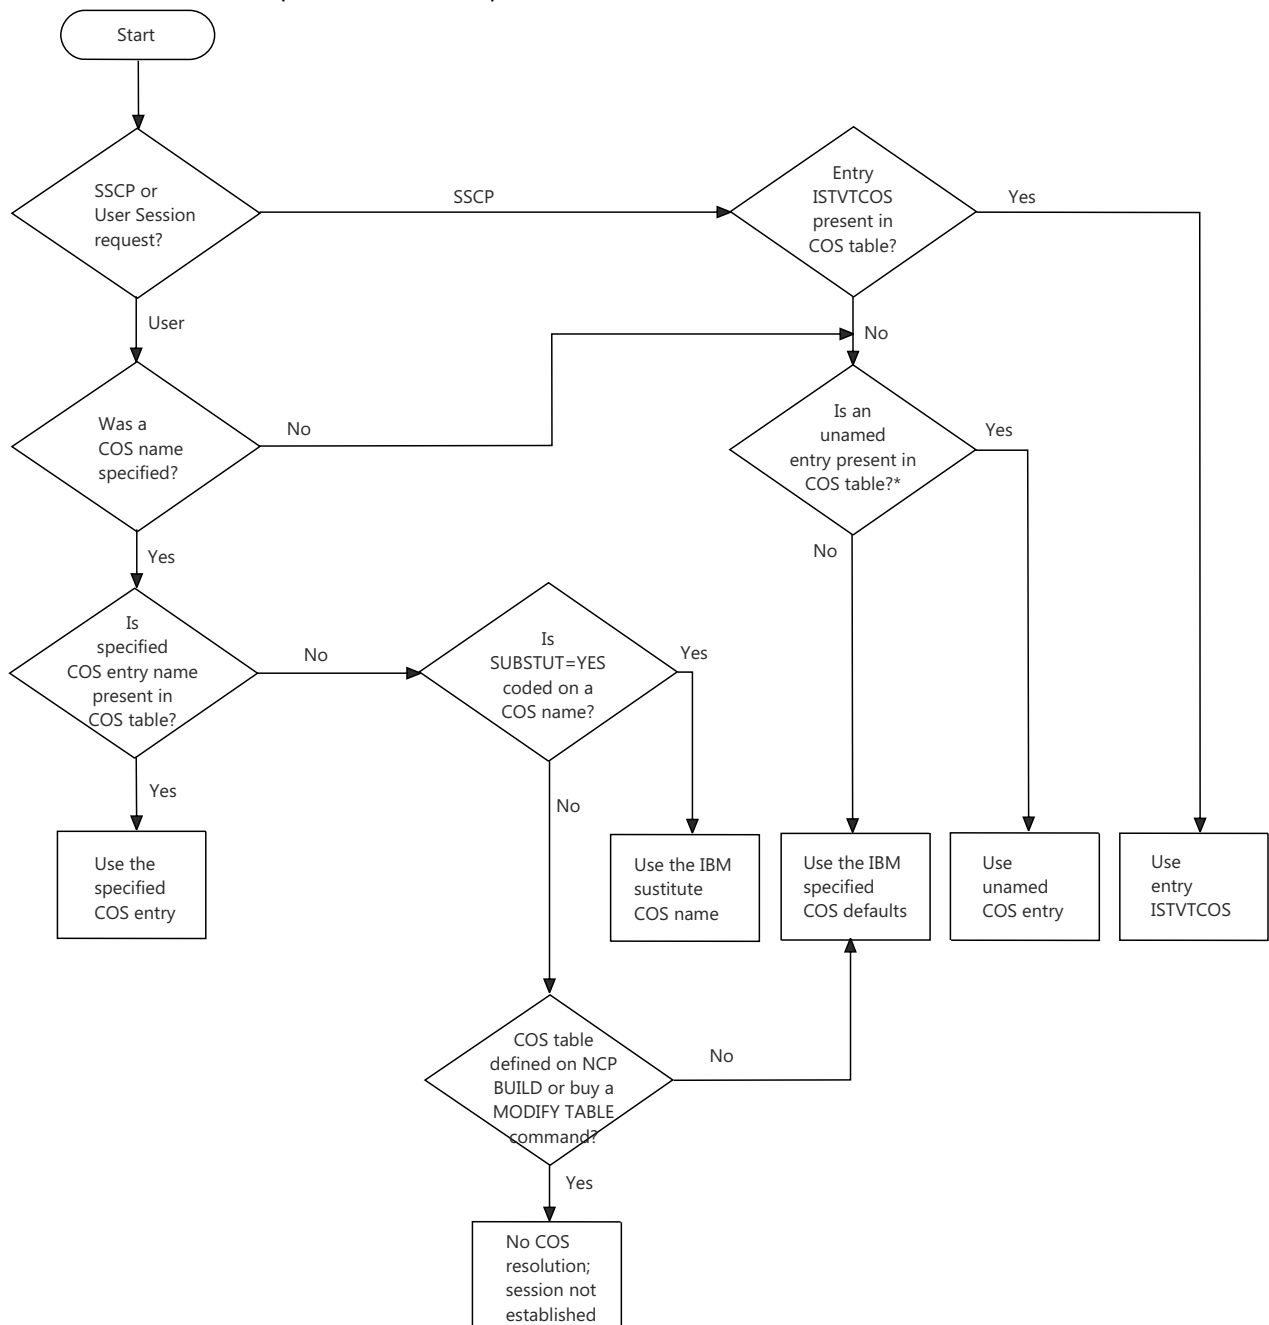 Start
SSCP or
User Session
request?
SSCP
Entry
ISTVTCOS
present in
COS table?
Yes
User
No
Was a
COS name
specified?
No
Is an
unamed
entry present in
COS table?*
Yes
Yes
No
Is
specified
COS entry name
present in
COS table?
No
Is
SUBSTUT=YES
coded on a
COS name?
Yes
Yes
No
Use the
specified
COS entry
Use the IBM
sustitute
COS name
Use the IBM
specified
COS defaults
Use
unamed
COS entry
Use
entry
ISTVTCOS
COS table
defined on NCP
BUILD or buy a
MODIFY TABLE
command?
No
Yes
No COS
resolution;
session not
established